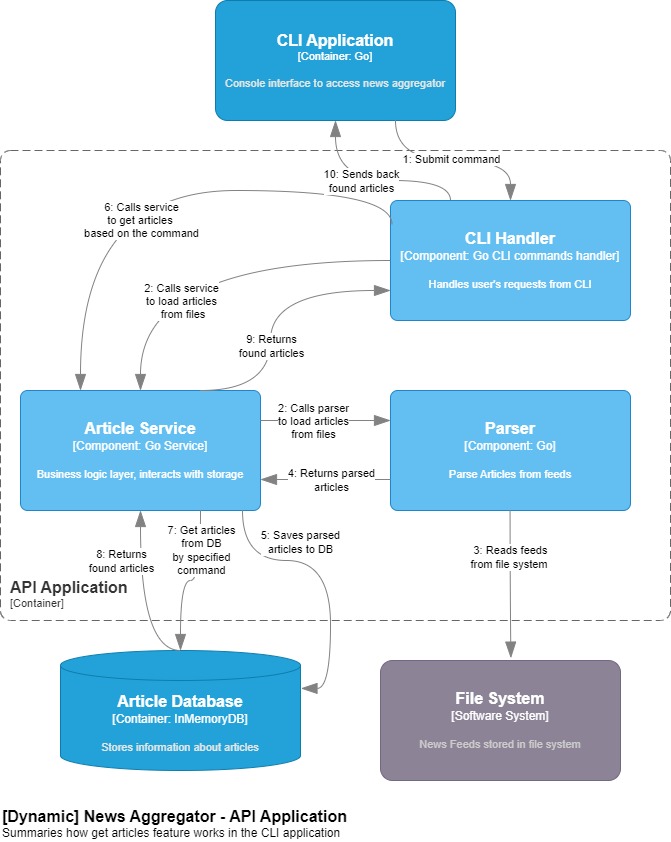 CLI Application
[Container: Go]
Console interface to access news aggregator
1: Submit command
10: Sends back
found articles
6: Calls service
to get articles
based on the command
CLI Handler
[Component: Go CLI commands handler]
Handles user's requests from CLI
2: Calls service
to load articles
from files
9: Returns
found articles
Article Service
[Component: Go Service]
Business logic layer, interacts with storage
2: Calls parser
to load articles
from files
Parser
[Component: Go]
Parse Articles from feeds
4: Returns parsed
articles
7: Get articles
from DB
by specified
command
5: Saves parsed
articles to DB
8: Returns
found articles
3: Reads feeds
from file system
API Application
[Container]
Article Database
[Container: InMemoryDB]
Stores information about articles
File System
[Software System]
News Feeds stored in file system
[Dynamic] News Aggregator - API Application
Summaries how get articles feature works in the CLI application